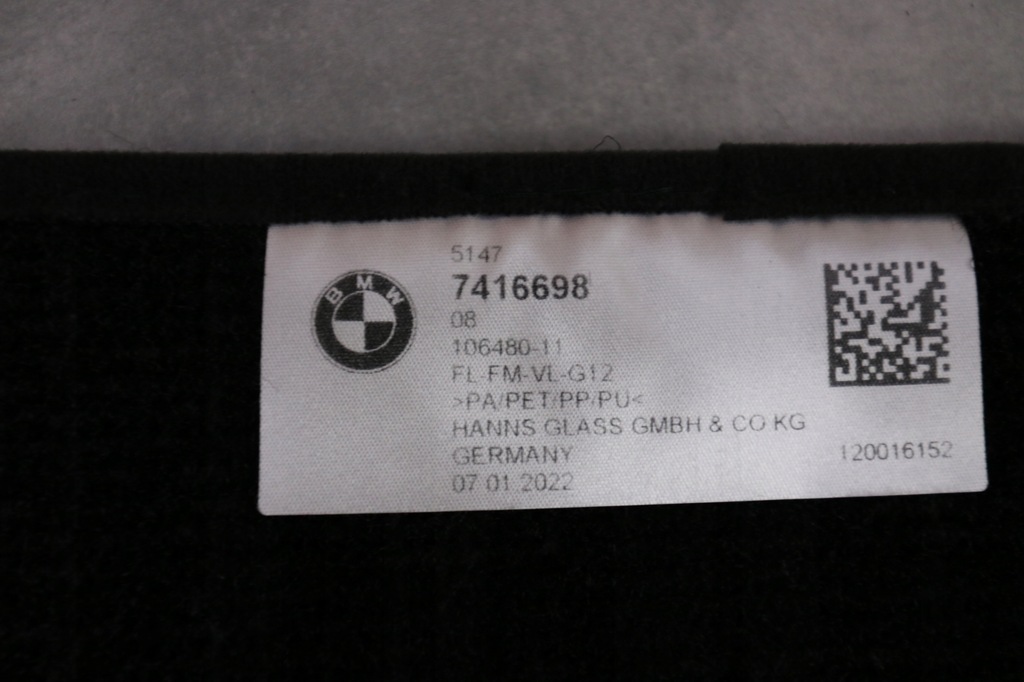 BMW
5147
7416698
08
106480-11
FL-FM-VL-G12
>PA/PET/PP/PU<
HANNS GLASS GMBH & CO KG
GERMANY
07.01.2022
120016152